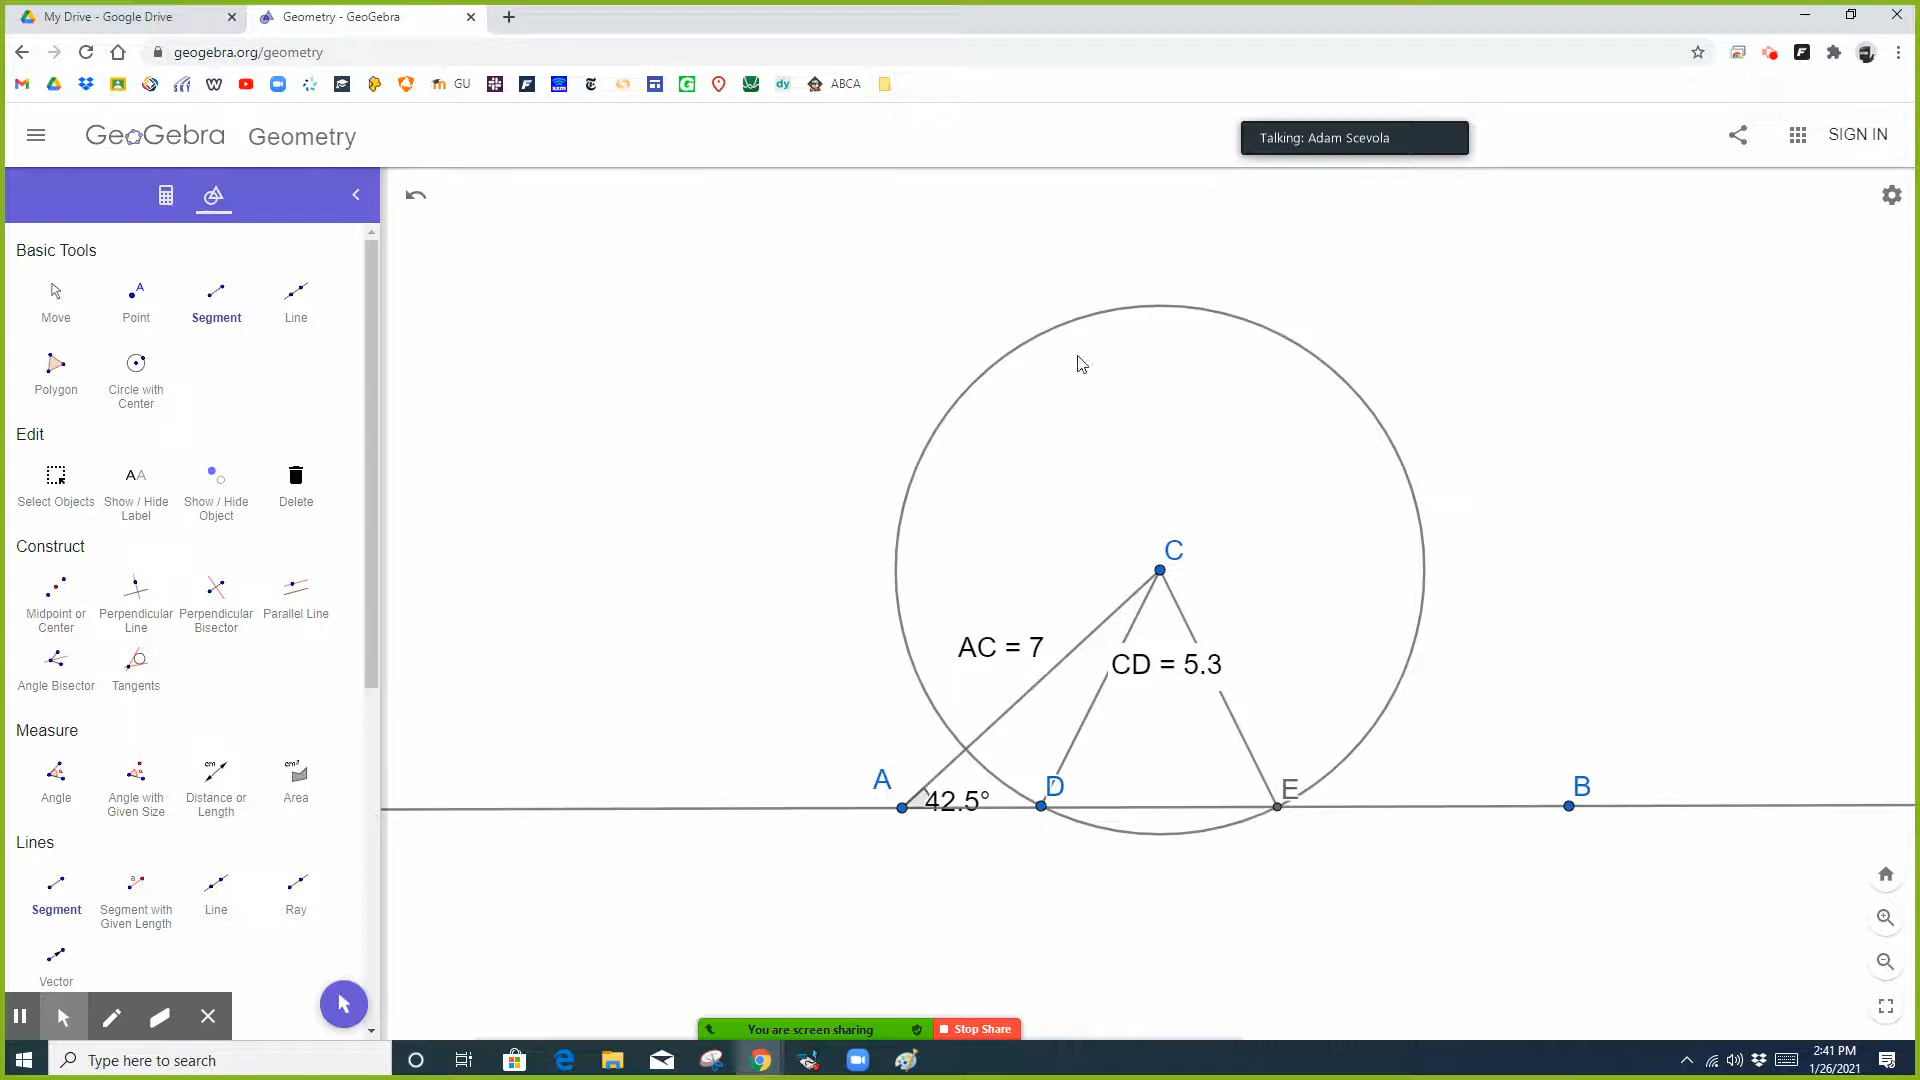 My Drive - Google Drive
Geometry - GeoGebra
geogebra.org/geometry
GU
sxm
dy
ABCA
GeoGebra
Geometry
Talking: Adam Scevola
SIGN IN
Basic Tools
Move
Point
Segment
Line
Polygon
Circle with
Center
Edit
Select Objects
Show / Hide
Label
Show / Hide
Object
Delete
Construct
Midpoint or
Center
Perpendicular
Line
Perpendicular
Bisector
Parallel Line
Angle Bisector
Tangents
Measure
Angle
Angle with
Given Size
Distance or
Length
Area
Lines
Segment
Segment with
Given Length
Line
Ray
Vector
C
AC = 7
CD = 5.3
A
42.5°
D
E
B
You are screen sharing
Stop Share
Type here to search
2:41 PM
1/26/2021